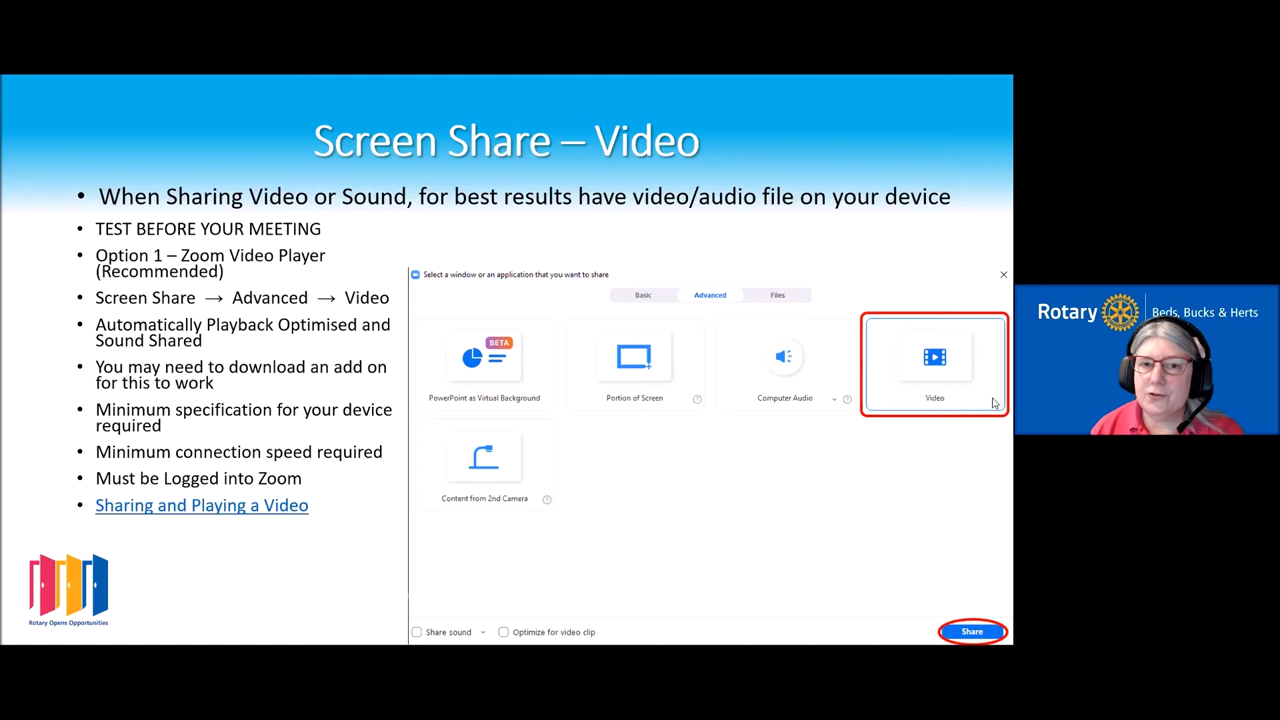 Screen Share – Video
• When Sharing Video or Sound, for best results have video/audio file on your device
• TEST BEFORE YOUR MEETING
• Option 1 – Zoom Video Player
(Recommended)
• Screen Share → Advanced → Video
• Automatically Playback Optimised and
Sound Shared
• You may need to download an add on
for this to work
• Minimum specification for your device
required
• Minimum connection speed required
• Must be Logged into Zoom
• Sharing and Playing a Video
Rotary Opens Opportunities
Select a window or an application that you want to share
Basic Advanced Files
BETA
PowerPoint as Virtual Background
Portion of Screen
Computer Audio
Video
Content from 2nd Camera
Share sound
Optimize for video clip
Share
Rotary
Beds, Bucks & Herts